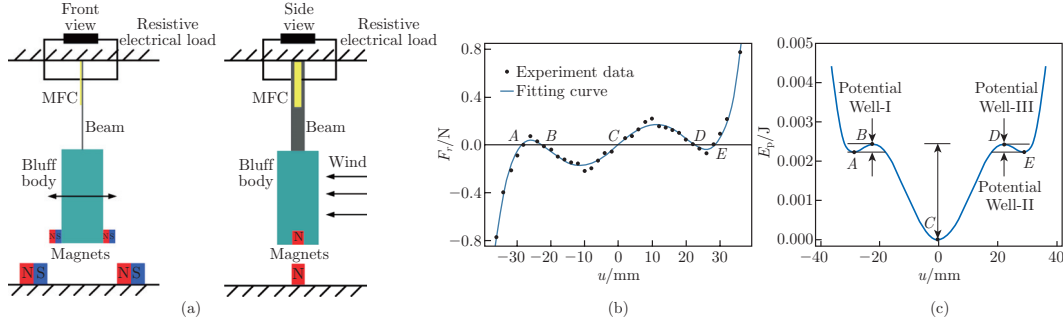 Front
view
Resistive
electrical load
MFC
Beam
Bluff
body
N S
N S
Magnets
N S
N S
Side
view
Resistive
electrical load
MFC
Beam
Bluff
body
Wind
N
Magnets
N
(a)
0.8
0.4
0.0
−0.4
−0.8
Fr/N
Experiment data
Fitting curve
A
B
C
D
E
−30 −20 −10 0 10 20 30
u/mm
(b)
0.005
0.004
0.003
0.002
0.001
0.000
Ep/J
Potential
Well-I
Potential
Well-III
B
D
A
E
Potential
Well-II
C
−40 −20 0 20 40
u/mm
(c)